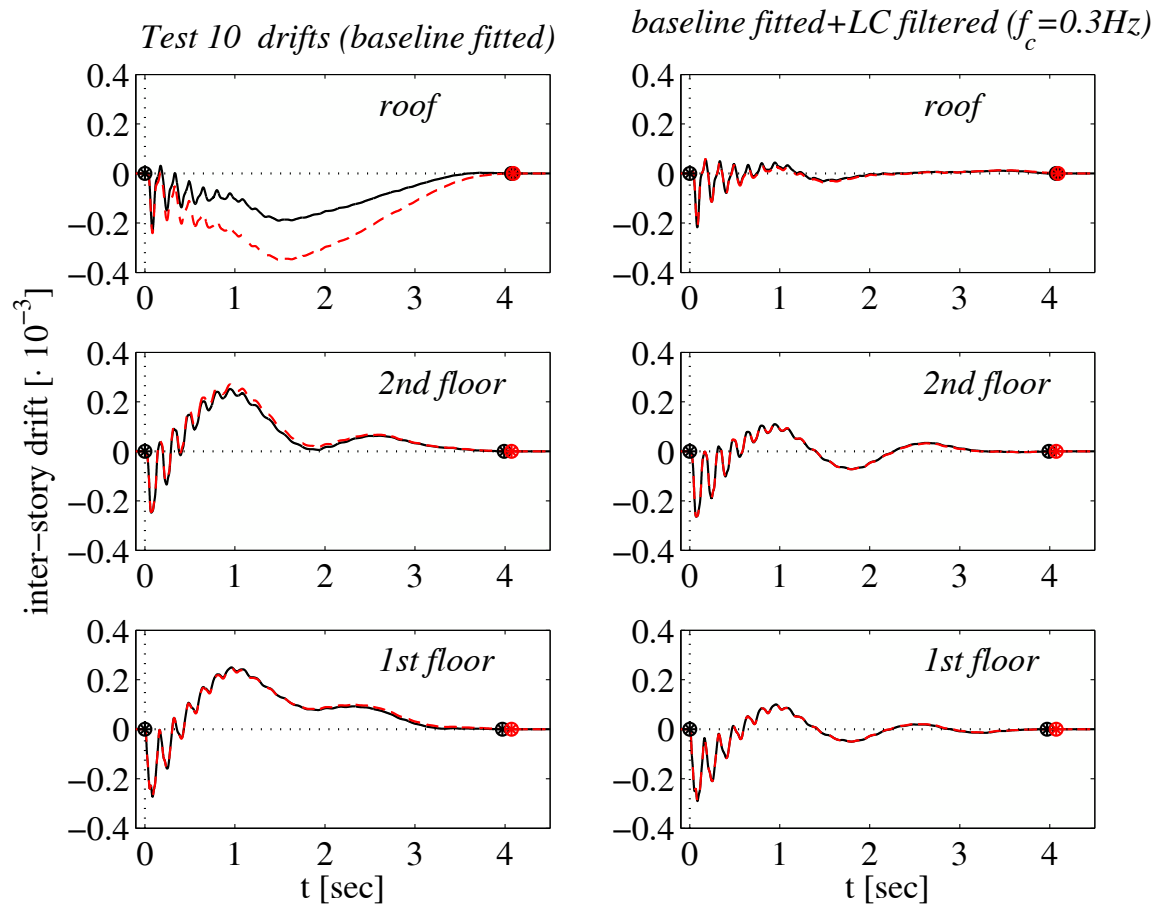 Test 10 drifts (baseline fitted)
baseline fitted+LC filtered (f_c=0.3Hz)
0.4
0.2
0
−0.2
−0.4
roof
0 1 2 3 4
0.4
0.2
0
−0.2
−0.4
roof
0 1 2 3 4
inter−story drift [· 10^−3]
0.4
0.2
0
−0.2
−0.4
2nd floor
0 1 2 3 4
0.4
0.2
0
−0.2
−0.4
2nd floor
0 1 2 3 4
0.4
0.2
0
−0.2
−0.4
1st floor
0 1 2 3 4
t [sec]
0.4
0.2
0
−0.2
−0.4
1st floor
0 1 2 3 4
t [sec]